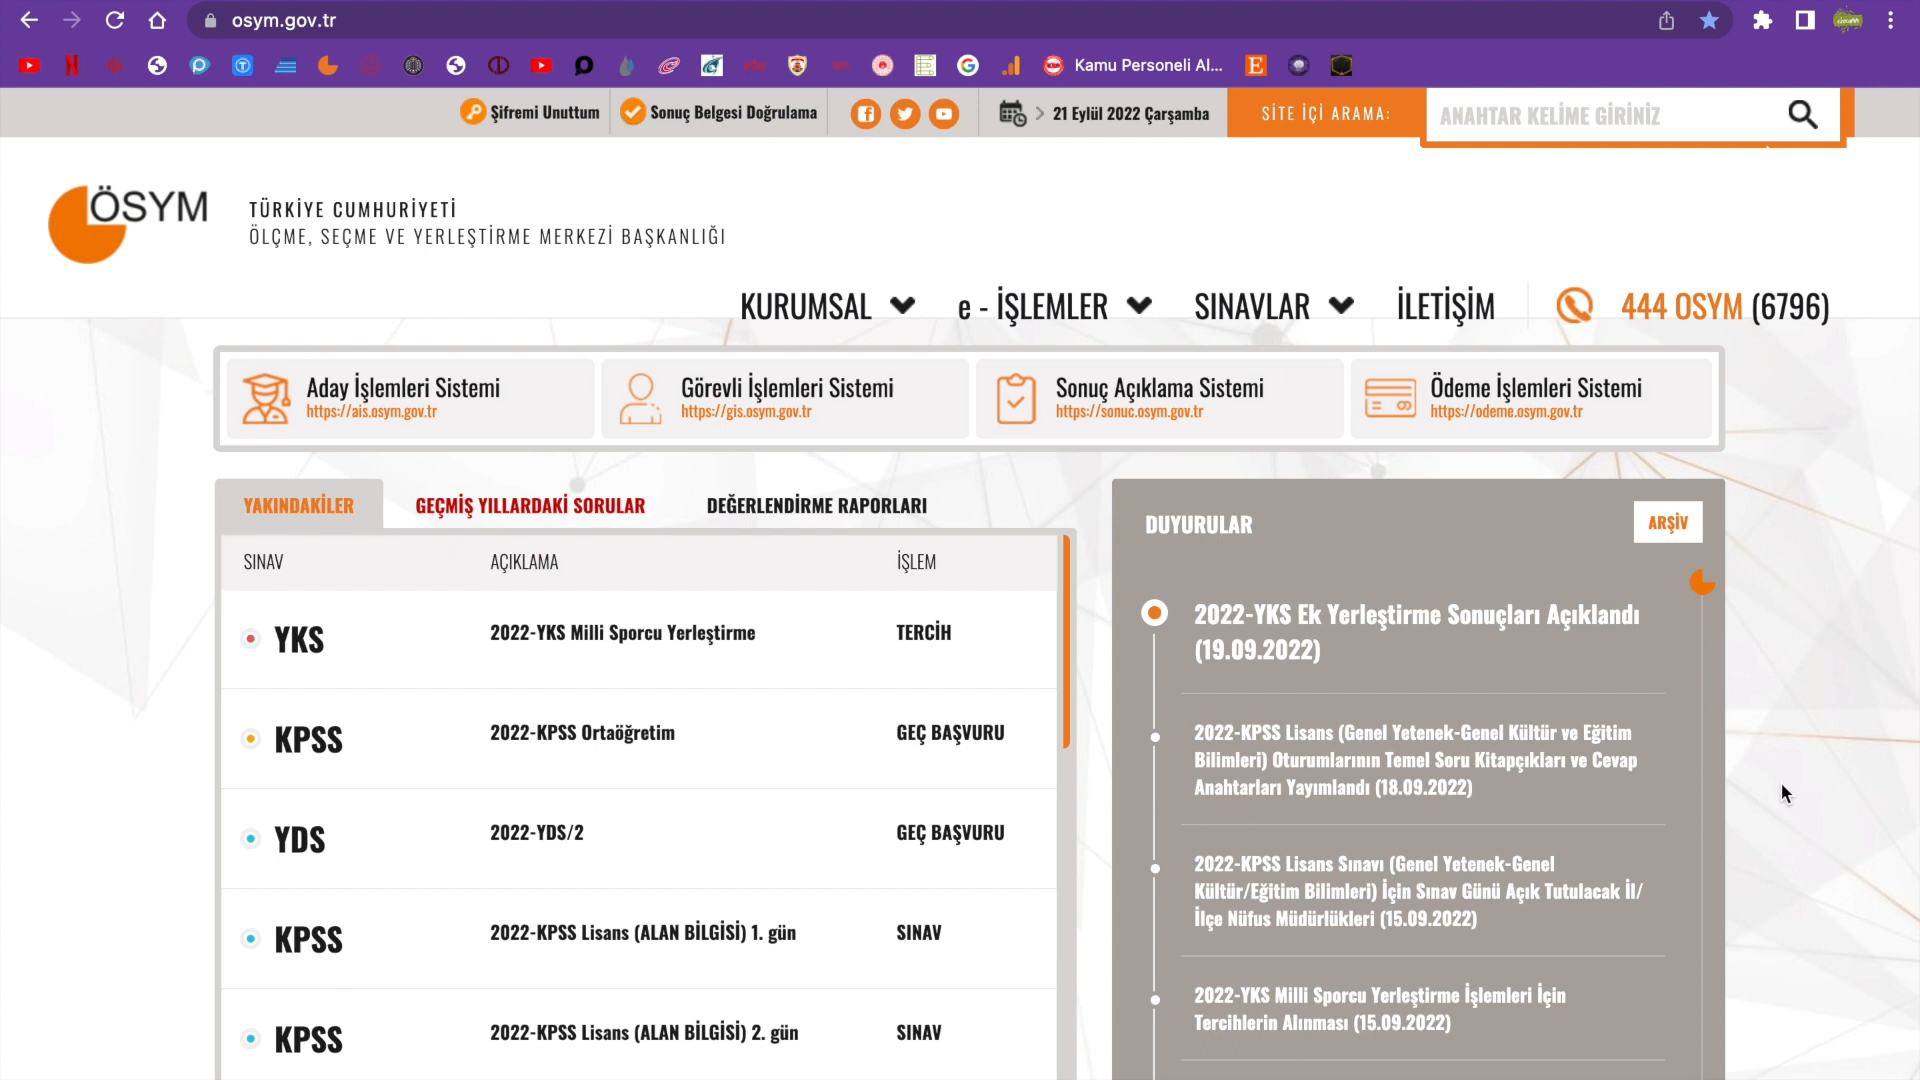 osym.gov.tr
Kamu Personeli Al...
Şifremi Unuttum
Sonuç Belgesi Doğrulama
21 Eylül 2022 Çarşamba
SİTE İÇİ ARAMA:
ANAHTAR KELİME GİRİNİZ
ÖSYM
TÜRKİYE CUMHURİYETİ
ÖLÇME, SEÇME VE YERLEŞTİRME MERKEZİ BAŞKANLIĞI
KURUMSAL
e - İŞLEMLER
SINAVLAR
İLETİŞİM
444 OSYM (6796)
Aday İşlemleri Sistemi
https://ais.osym.gov.tr
Görevli İşlemleri Sistemi
https://gis.osym.gov.tr
Sonuç Açıklama Sistemi
https://sonuc.osym.gov.tr
Ödeme İşlemleri Sistemi
https://odeme.osym.gov.tr
YAKINDAKİLER
GEÇMİŞ YILLARDAKİ SORULAR
DEĞERLENDİRME RAPORLARI
SINAV AÇIKLAMA İŞLEM
YKS 2022-YKS Milli Sporcu Yerleştirme TERCİH
KPSS 2022-KPSS Ortaöğretim GEÇ BAŞVURU
YDS 2022-YDS/2 GEÇ BAŞVURU
KPSS 2022-KPSS Lisans (ALAN BİLGİSİ) 1. gün SINAV
KPSS 2022-KPSS Lisans (ALAN BİLGİSİ) 2. gün SINAV
DUYURULAR
ARŞİV
2022-YKS Ek Yerleştirme Sonuçları Açıklandı
(19.09.2022)
2022-KPSS Lisans (Genel Yetenek-Genel Kültür ve Eğitim
Bilimleri) Oturumlarının Temel Soru Kitapçıkları ve Cevap
Anahtarları Yayımlandı (18.09.2022)
2022-KPSS Lisans Sınavı (Genel Yetenek-Genel
Kültür/Eğitim Bilimleri) İçin Sınav Günü Açık Tutulacak İl/
İlçe Nüfus Müdürlükleri (15.09.2022)
2022-YKS Milli Sporcu Yerleştirme İşlemleri İçin
Tercihlerin Alınması (15.09.2022)